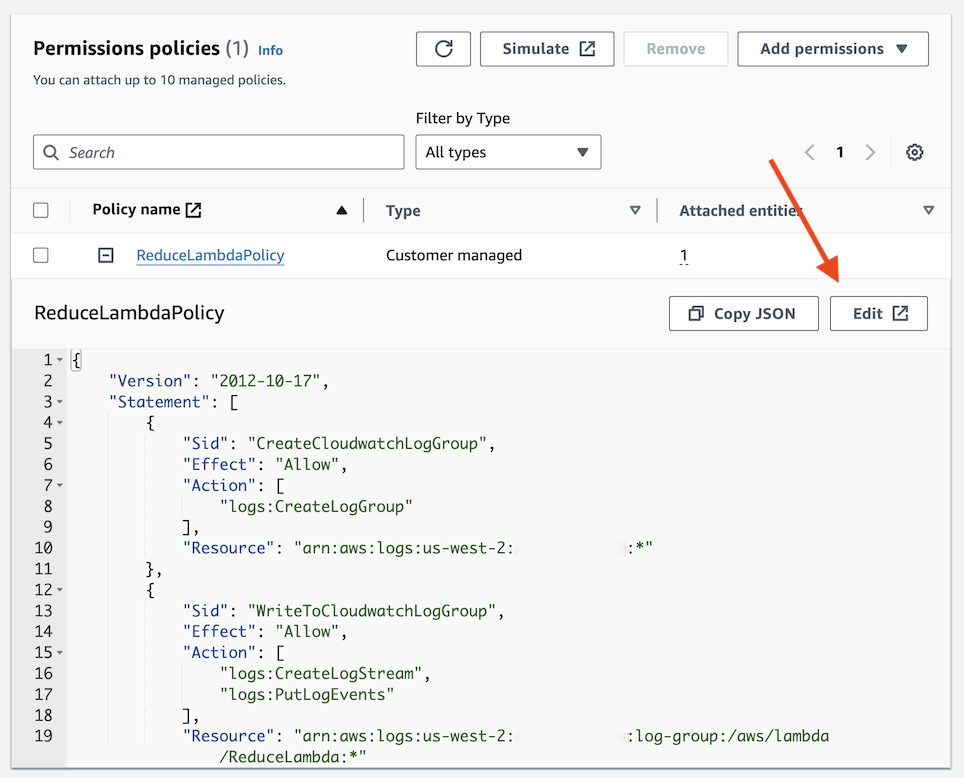 Permissions policies (1) Info
Simulate
Remove
Add permissions
You can attach up to 10 managed policies.
Filter by Type
Search
All types
1
Policy name
Type
Attached entities
ReduceLambdaPolicy
Customer managed
1
ReduceLambdaPolicy
Copy JSON
Edit
1 {
2 "Version": "2012-10-17",
3 "Statement": [
4 {
5 "Sid": "CreateCloudwatchLogGroup",
6 "Effect": "Allow",
7 "Action": [
8 "logs:CreateLogGroup"
9 ],
10 "Resource": "arn:aws:logs:us-west-2: :*"
11 },
12 {
13 "Sid": "WriteToCloudwatchLogGroup",
14 "Effect": "Allow",
15 "Action": [
16 "logs:CreateLogStream",
17 "logs:PutLogEvents"
18 ],
19 "Resource": "arn:aws:logs:us-west-2: :log-group:/aws/lambda
/ReduceLambda:*"